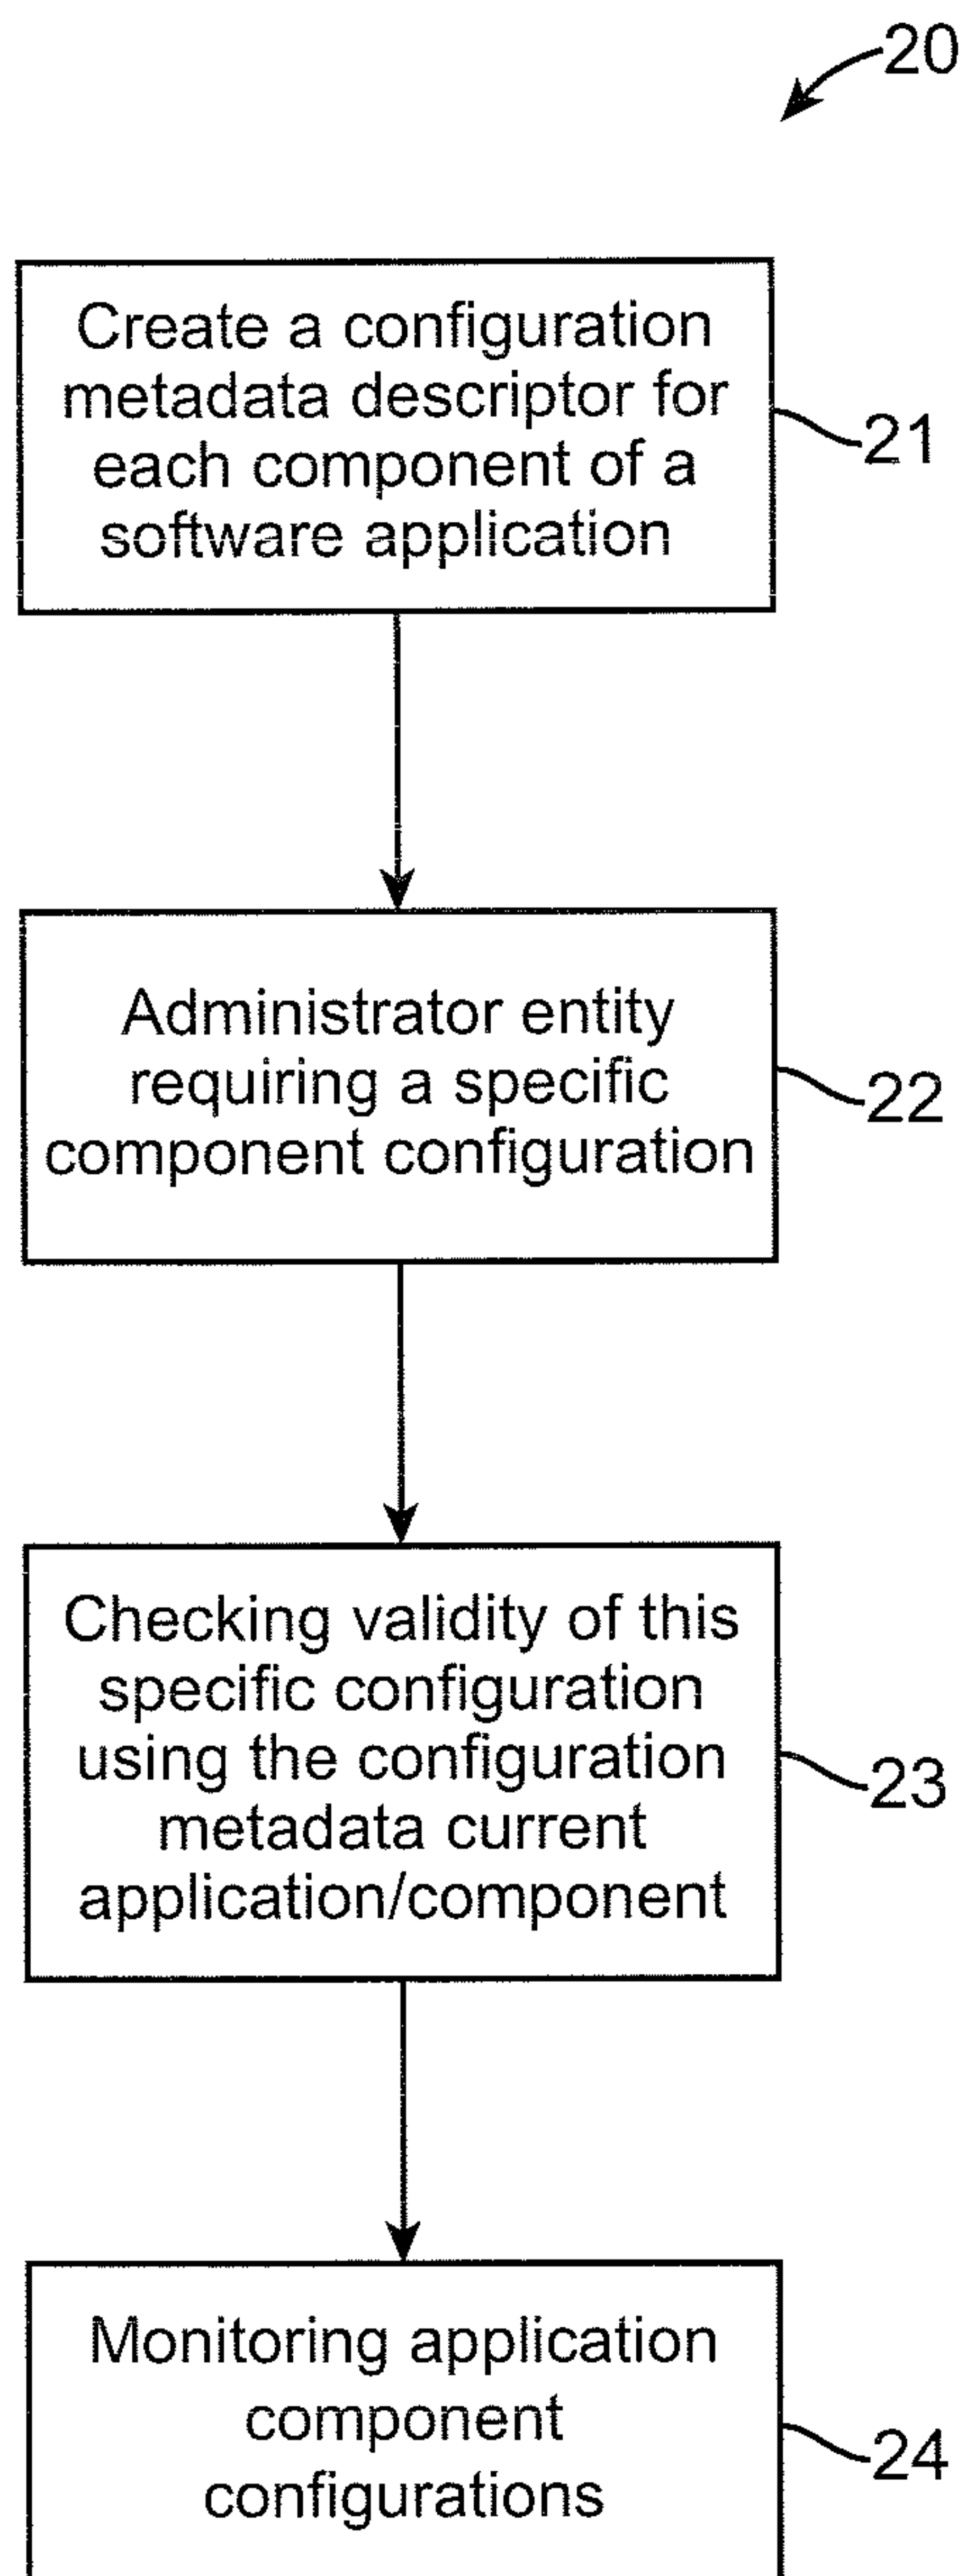 20
Create a configuration
metadata descriptor for
each component of a
software application
21
Administrator entity
requiring a specific
component configuration
22
Checking validity of this
specific configuration
using the configuration
metadata current
application/component
23
Monitoring application
component
configurations
24